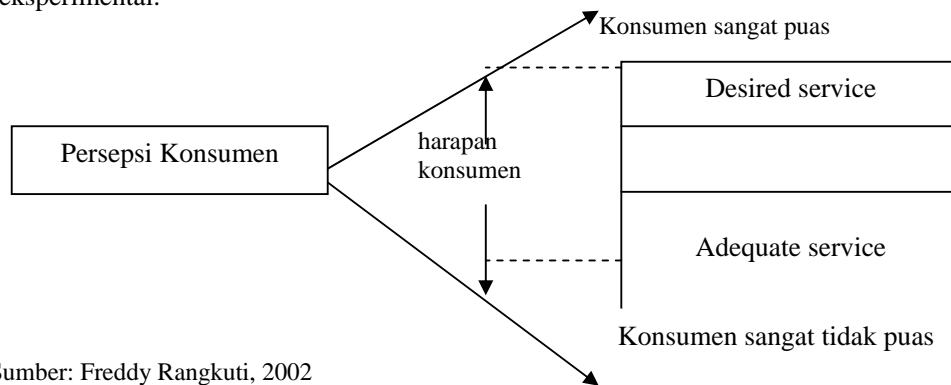 eksperimental.
Konsumen sangat puas
Desired service
Persepsi Konsumen
harapan
konsumen
Adequate service
Konsumen sangat tidak puas
Sumber: Freddy Rangkuti, 2002